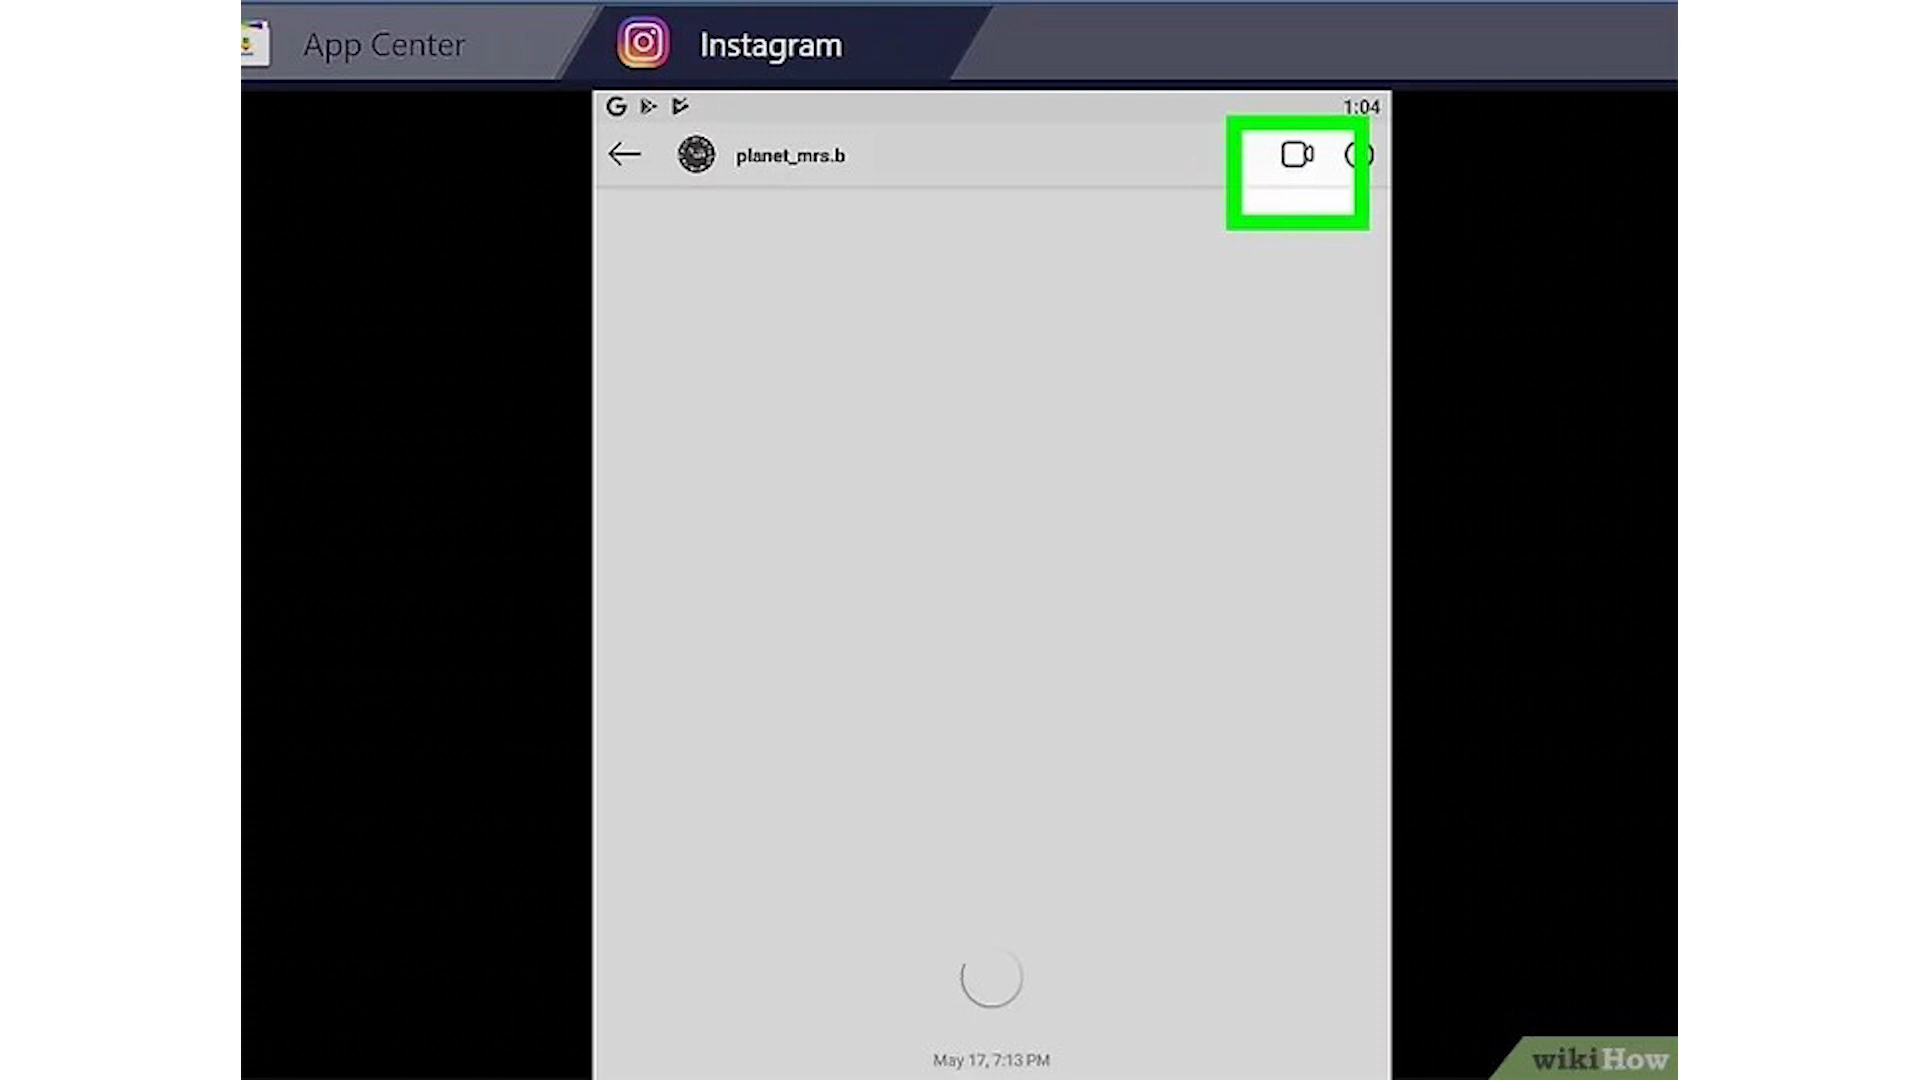 App Center
Instagram
1:04
planet_mrs.b
May 17, 7:13 PM
wikiHow